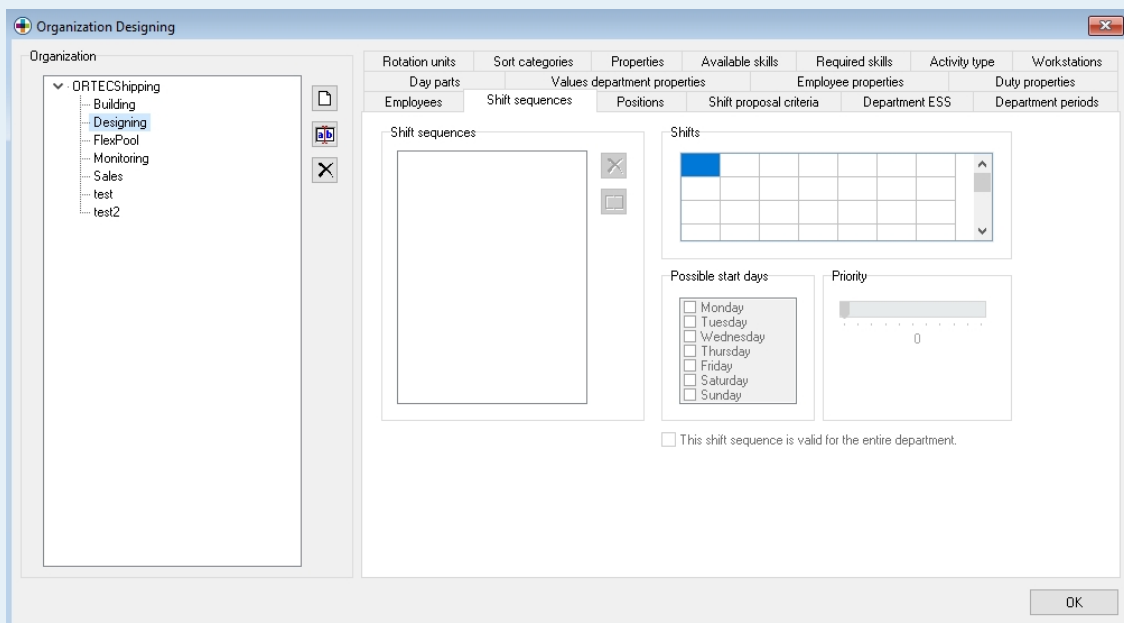 Organization Designing
Organization
ORTECShipping
Building
Designing
FlexPool
Monitoring
Sales
test
test2
Rotation units Sort categories Properties Available skills Required skills Activity type Workstations
Day parts Values department properties Employee properties Duty properties
Employees Shift sequences Positions Shift proposal criteria Department ESS Department periods
Shift sequences
Shifts
Possible start days
Monday
Tuesday
Wednesday
Thursday
Friday
Saturday
Sunday
Priority
0
This shift sequence is valid for the entire department.
OK